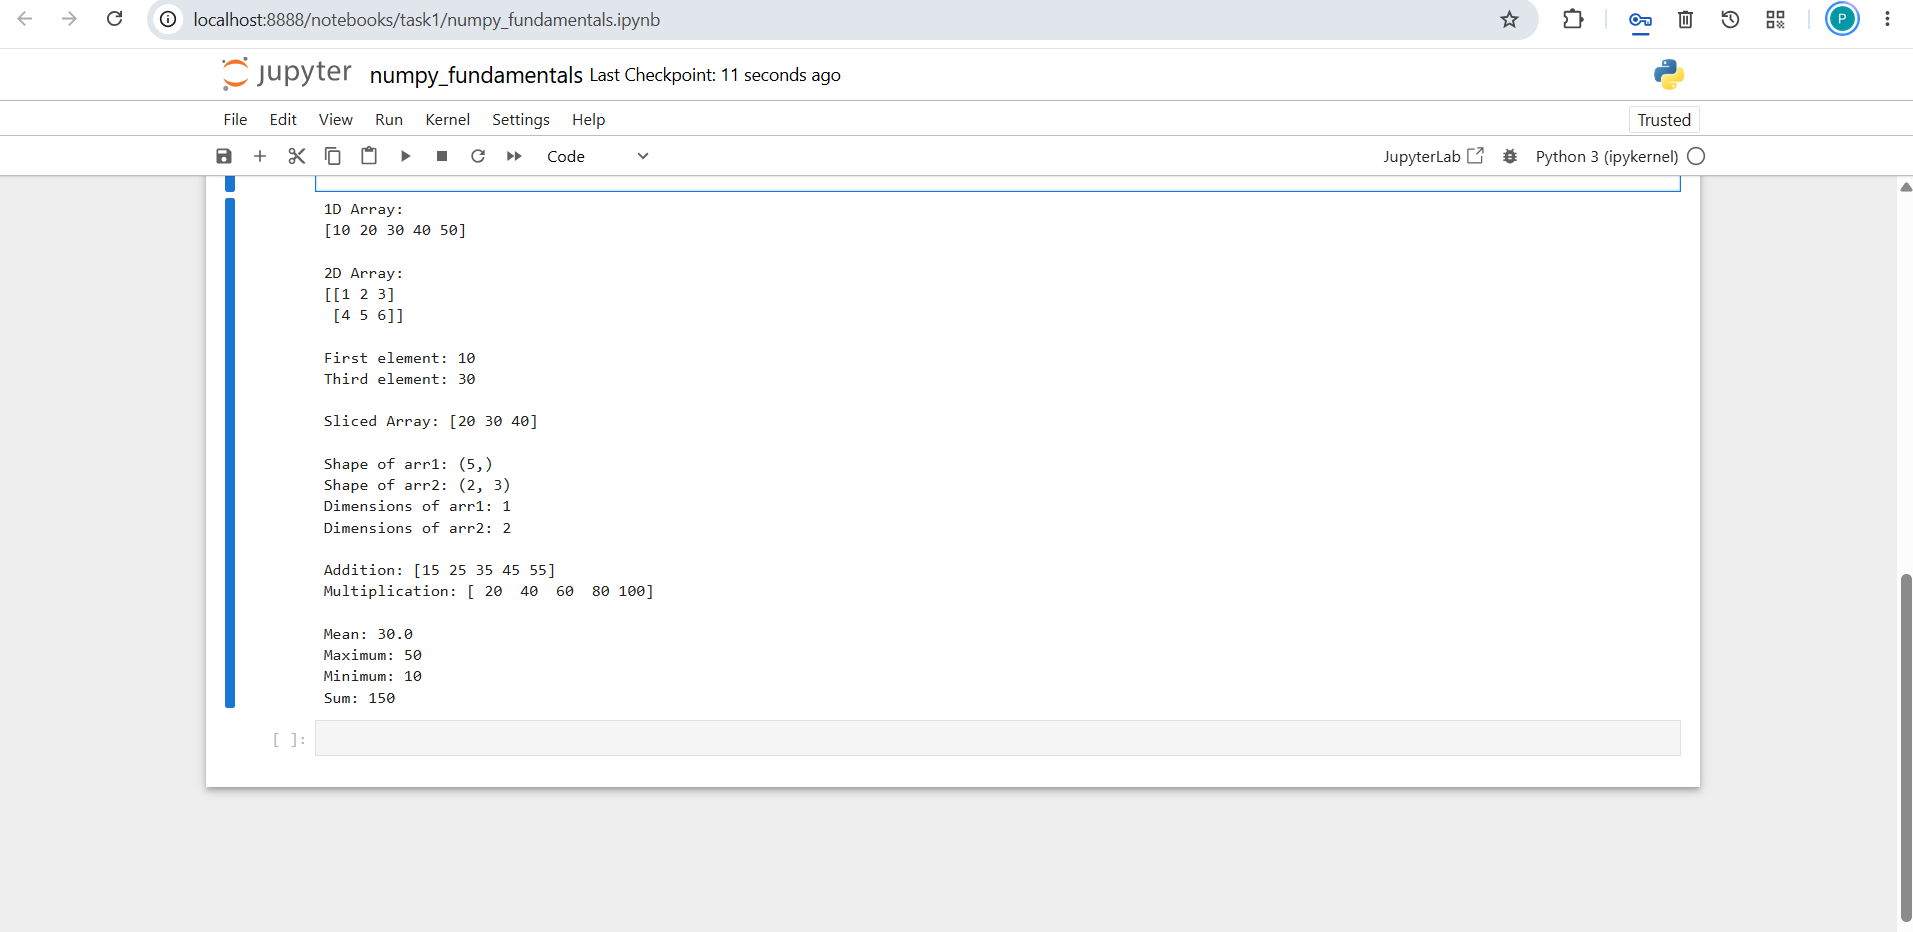 localhost:8888/notebooks/task1/numpy_fundamentals.ipynb
P
jupyter numpy_fundamentals Last Checkpoint: 11 seconds ago
File Edit View Run Kernel Settings Help
Trusted
Code
JupyterLab
Python 3 (ipykernel)
1D Array:
[10 20 30 40 50]
2D Array:
[[1 2 3]
 [4 5 6]]
First element: 10
Third element: 30
Sliced Array: [20 30 40]
Shape of arr1: (5,)
Shape of arr2: (2, 3)
Dimensions of arr1: 1
Dimensions of arr2: 2
Addition: [15 25 35 45 55]
Multiplication: [ 20  40  60  80 100]
Mean: 30.0
Maximum: 50
Minimum: 10
Sum: 150
[ ]: